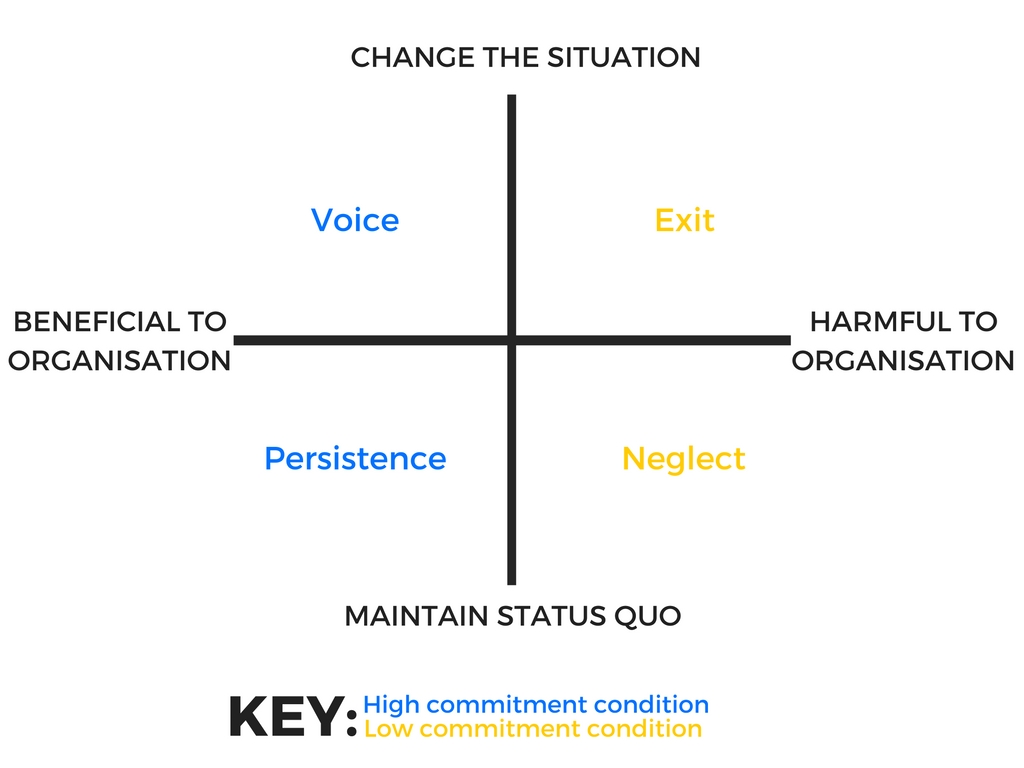 CHANGE THE SITUATION
Voice
Exit
BENEFICIAL TO
ORGANISATION
HARMFUL TO
ORGANISATION
Persistence
Neglect
MAINTAIN STATUS QUO
KEY:
High commitment condition
Low commitment condition